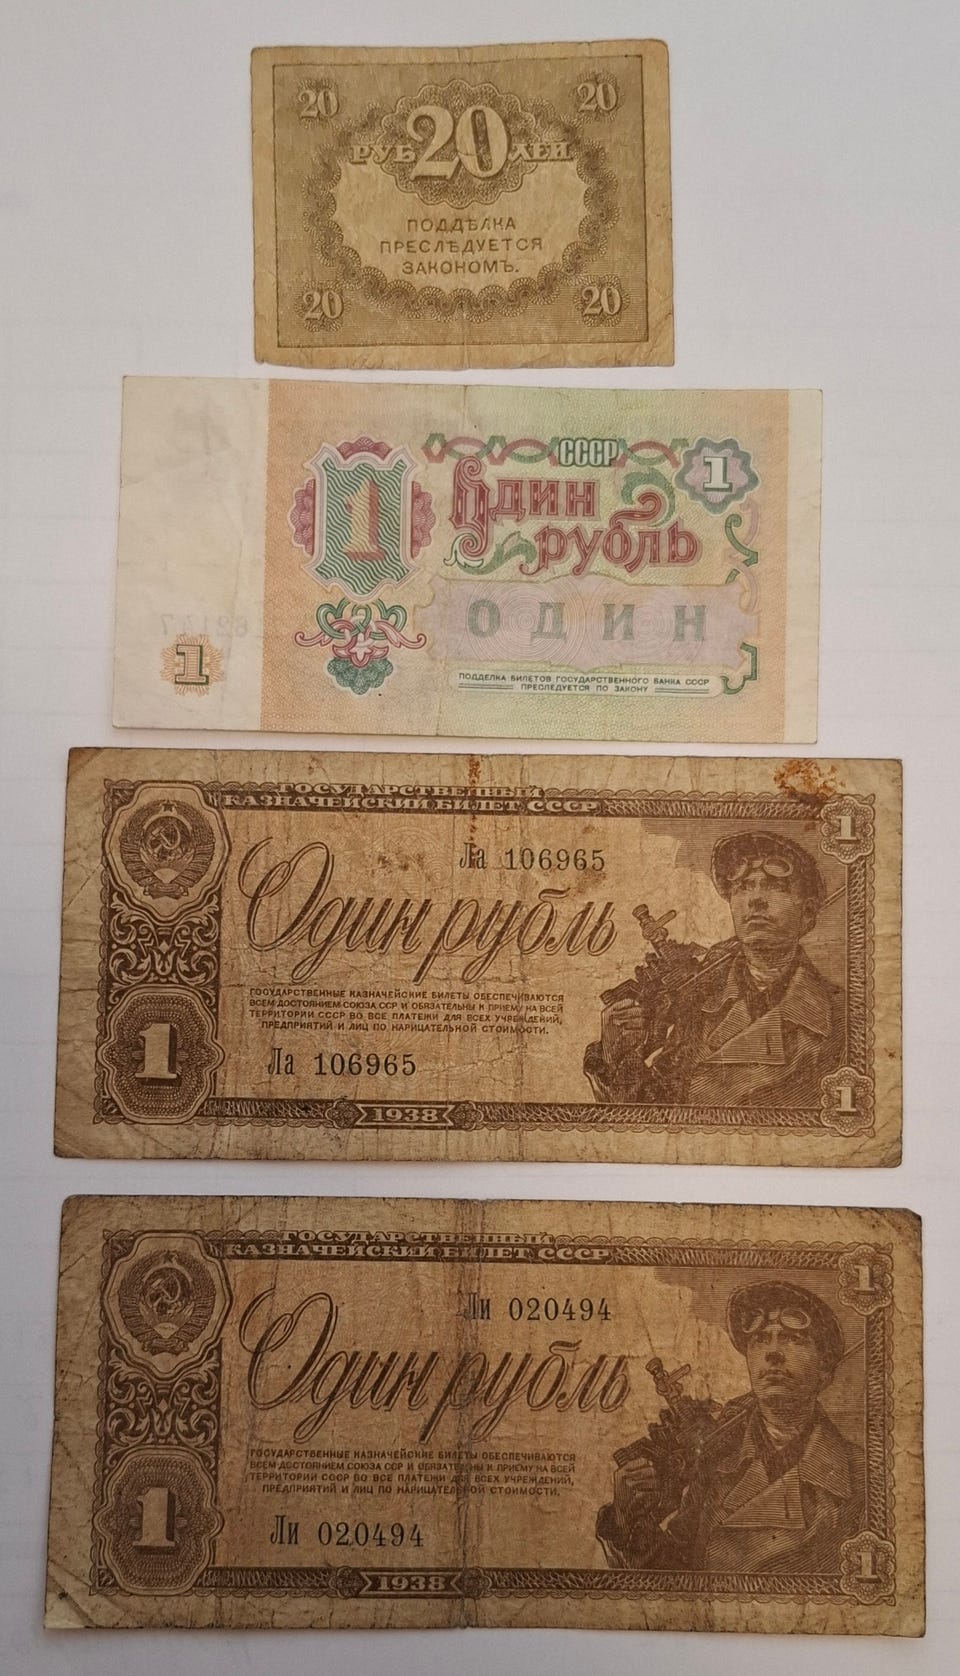 20 20
РУБ 20 ЛЕЙ
ПОДДѢЛКА
ПРЕСЛѢДУЕТСЯ
ЗАКОНОМЪ.
20 20
СССР
1 Один 1
рубль
ОДИН
1
ПОДДЕЛКА БИЛЕТОВ ГОСУДАРСТВЕННОГО БАНКА СССР
ПРЕСЛЕДУЕТСЯ ПО ЗАКОНУ
ГОСУДАРСТВЕННЫЙ
КАЗНАЧЕЙСКИЙ БИЛЕТ СССР
1
Ла 106965
Один рубль
ГОСУДАРСТВЕННЫЕ КАЗНАЧЕЙСКИЕ БИЛЕТЫ ОБЕСПЕЧИВАЮТСЯ
ВСЕМ ДОСТОЯНИЕМ СОЮЗА ССР И ОБЯЗАТЕЛЬНЫ К ПРИЕМУ НА ВСЕЙ
ТЕРРИТОРИИ СССР ВО ВСЕ ПЛАТЕЖИ ДЛЯ ВСЕХ УЧРЕЖДЕНИЙ,
ПРЕДПРИЯТИЙ И ЛИЦ ПО НАРИЦАТЕЛЬНОЙ СТОИМОСТИ.
1 Ла 106965
1938 1
ГОСУДАРСТВЕННЫЙ
КАЗНАЧЕЙСКИЙ БИЛЕТ СССР
1
Ли 020494
Один рубль
ГОСУДАРСТВЕННЫЕ КАЗНАЧЕЙСКИЕ БИЛЕТЫ ОБЕСПЕЧИВАЮТСЯ
ВСЕМ ДОСТОЯНИЕМ СОЮЗА ССР И ОБЯЗАТЕЛЬНЫ К ПРИЕМУ НА ВСЕЙ
ТЕРРИТОРИИ СССР ВО ВСЕ ПЛАТЕЖИ ДЛЯ ВСЕХ УЧРЕЖДЕНИЙ,
ПРЕДПРИЯТИЙ И ЛИЦ ПО НАРИЦАТЕЛЬНОЙ СТОИМОСТИ.
1 Ли 020494
1938 1